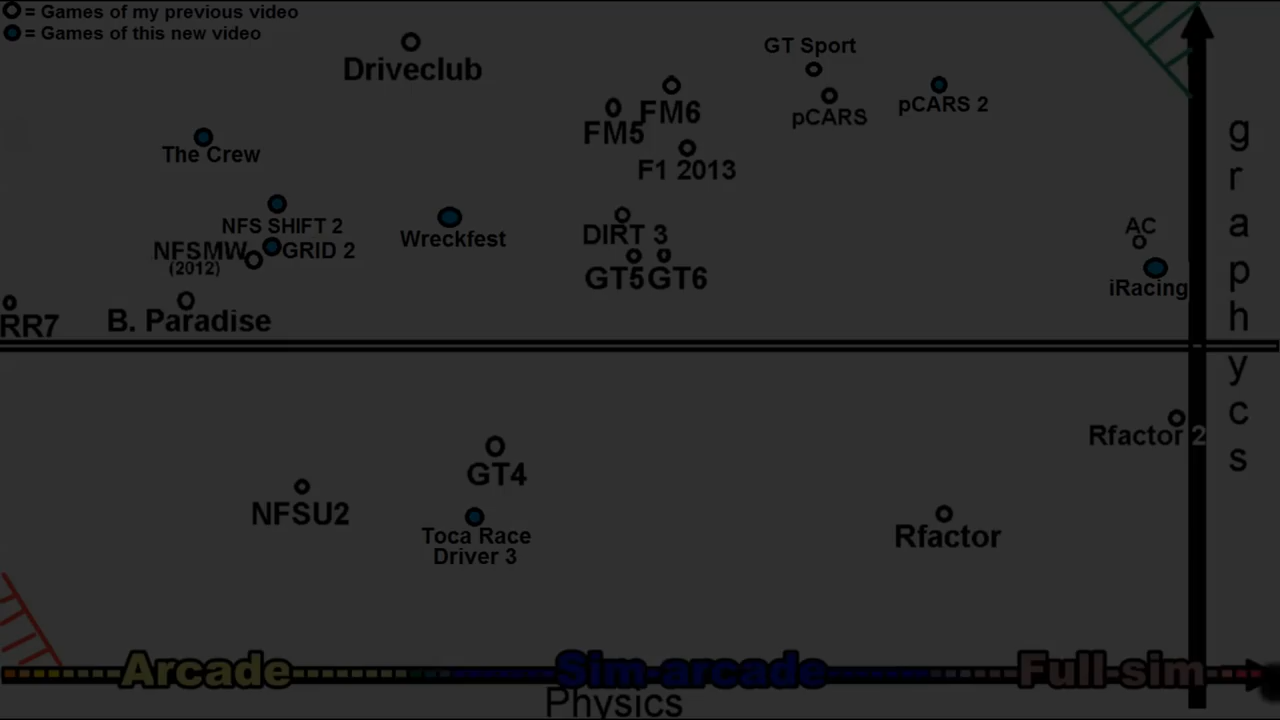 = Games of my previous video
= Games of this new video
Driveclub
GT Sport
FM6
FM5
pCARS
pCARS 2
The Crew
F1 2013
NFS SHIFT 2
NFSMW
(2012)
GRID 2
Wreckfest
DIRT 3
GT5
GT6
AC
iRacing
RR7
B. Paradise
graphycs
Rfactor 2
GT4
NFSU2
Toca Race
Driver 3
Rfactor
Arcade
Sim-arcade
Full-sim
Physics